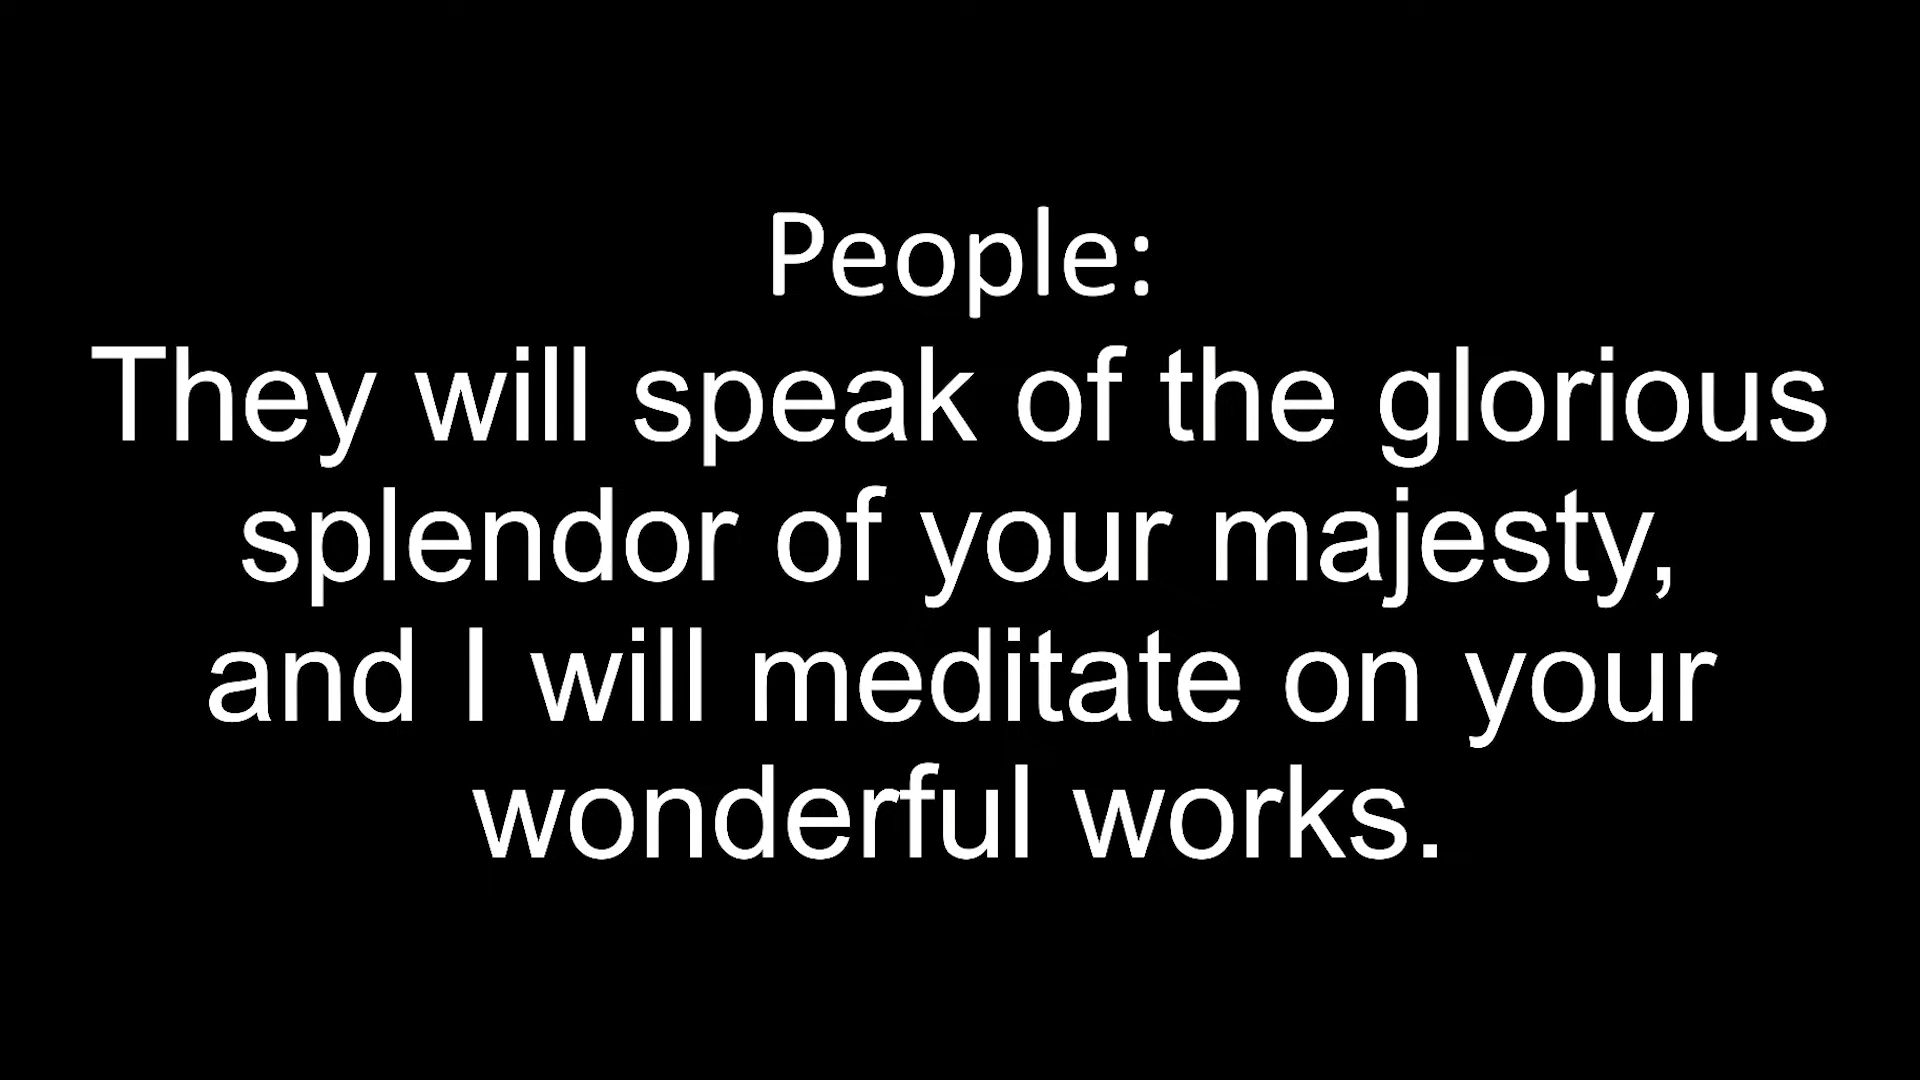 People:
They will speak of the glorious
splendor of your majesty,
and I will meditate on your
wonderful works.